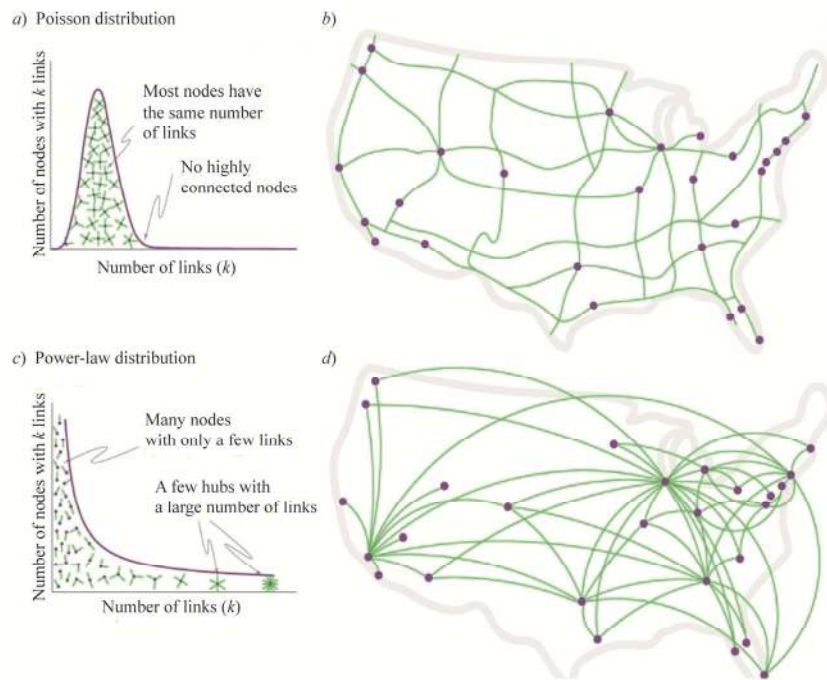 a) Poisson distribution
Number of nodes with k links
Most nodes have
the same number
of links
No highly
connected nodes
Number of links (k)
b)
c) Power-law distribution
Number of nodes with k links
Many nodes
with only a few links
A few hubs with
a large number of links
Number of links (k)
d)